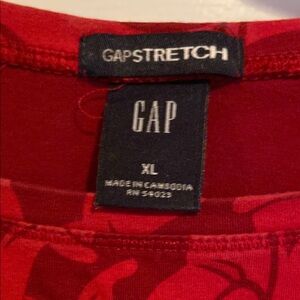 GAPSTRETCH
GAP
XL
MADE IN CAMBODIA
RN 54023